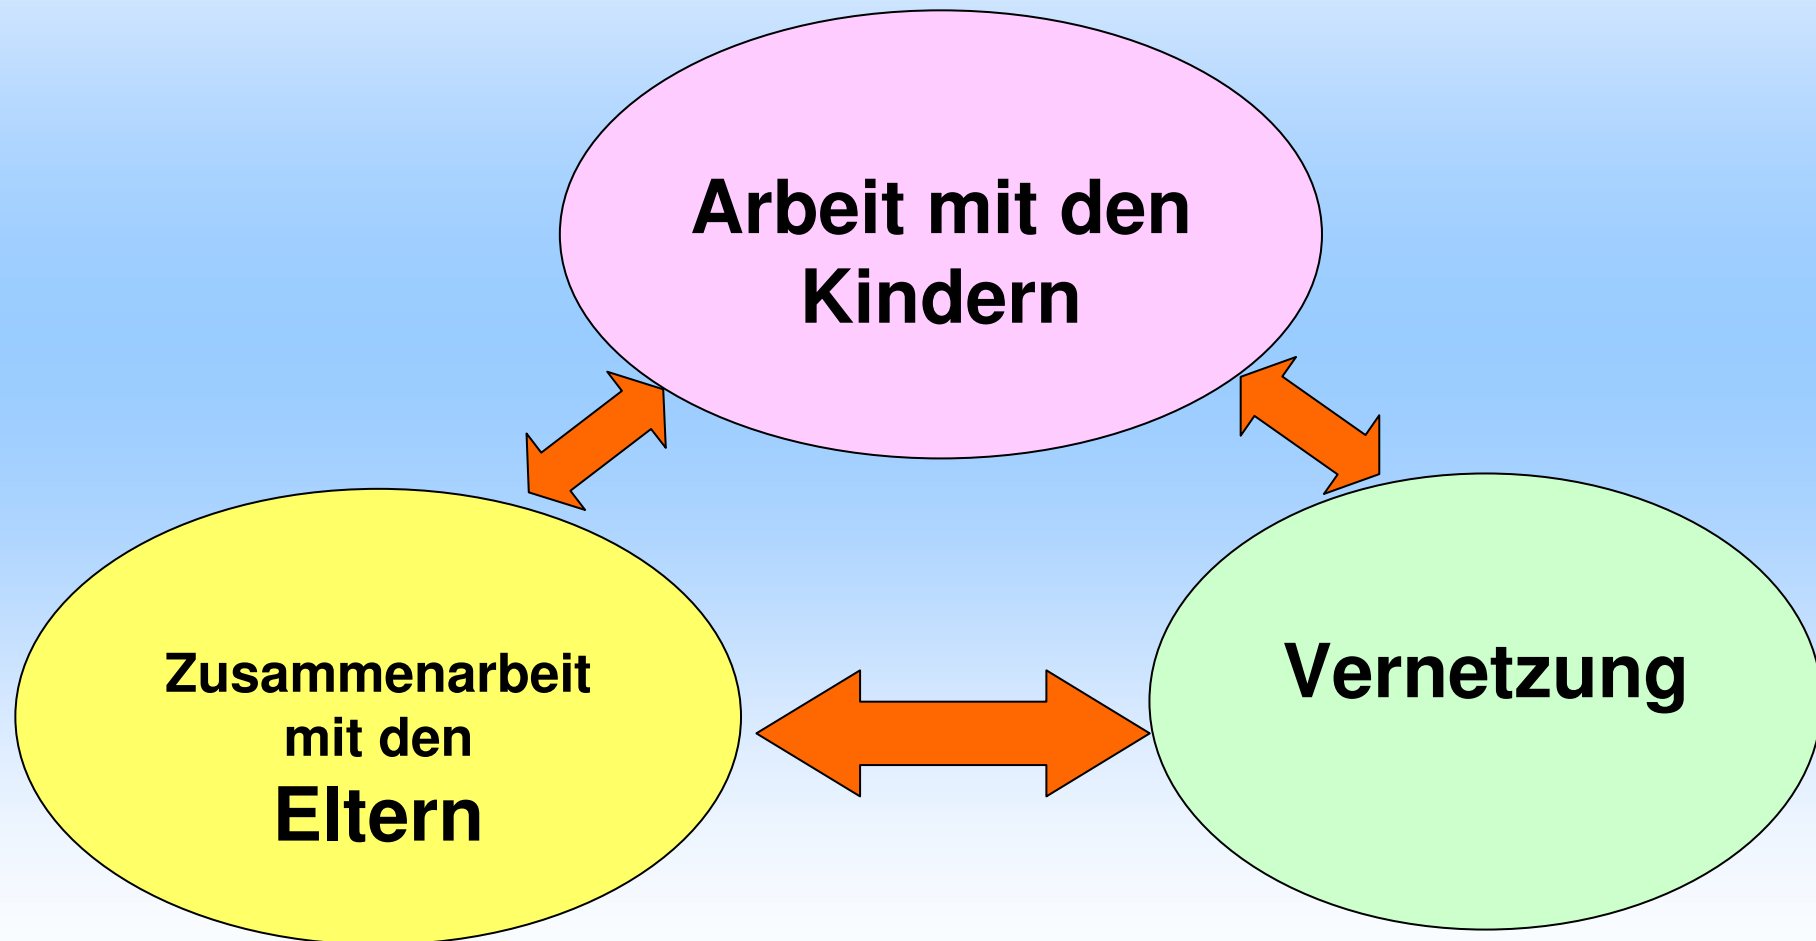 Arbeit mit den
Kindern
Zusammenarbeit
mit den
Eltern
Vernetzung